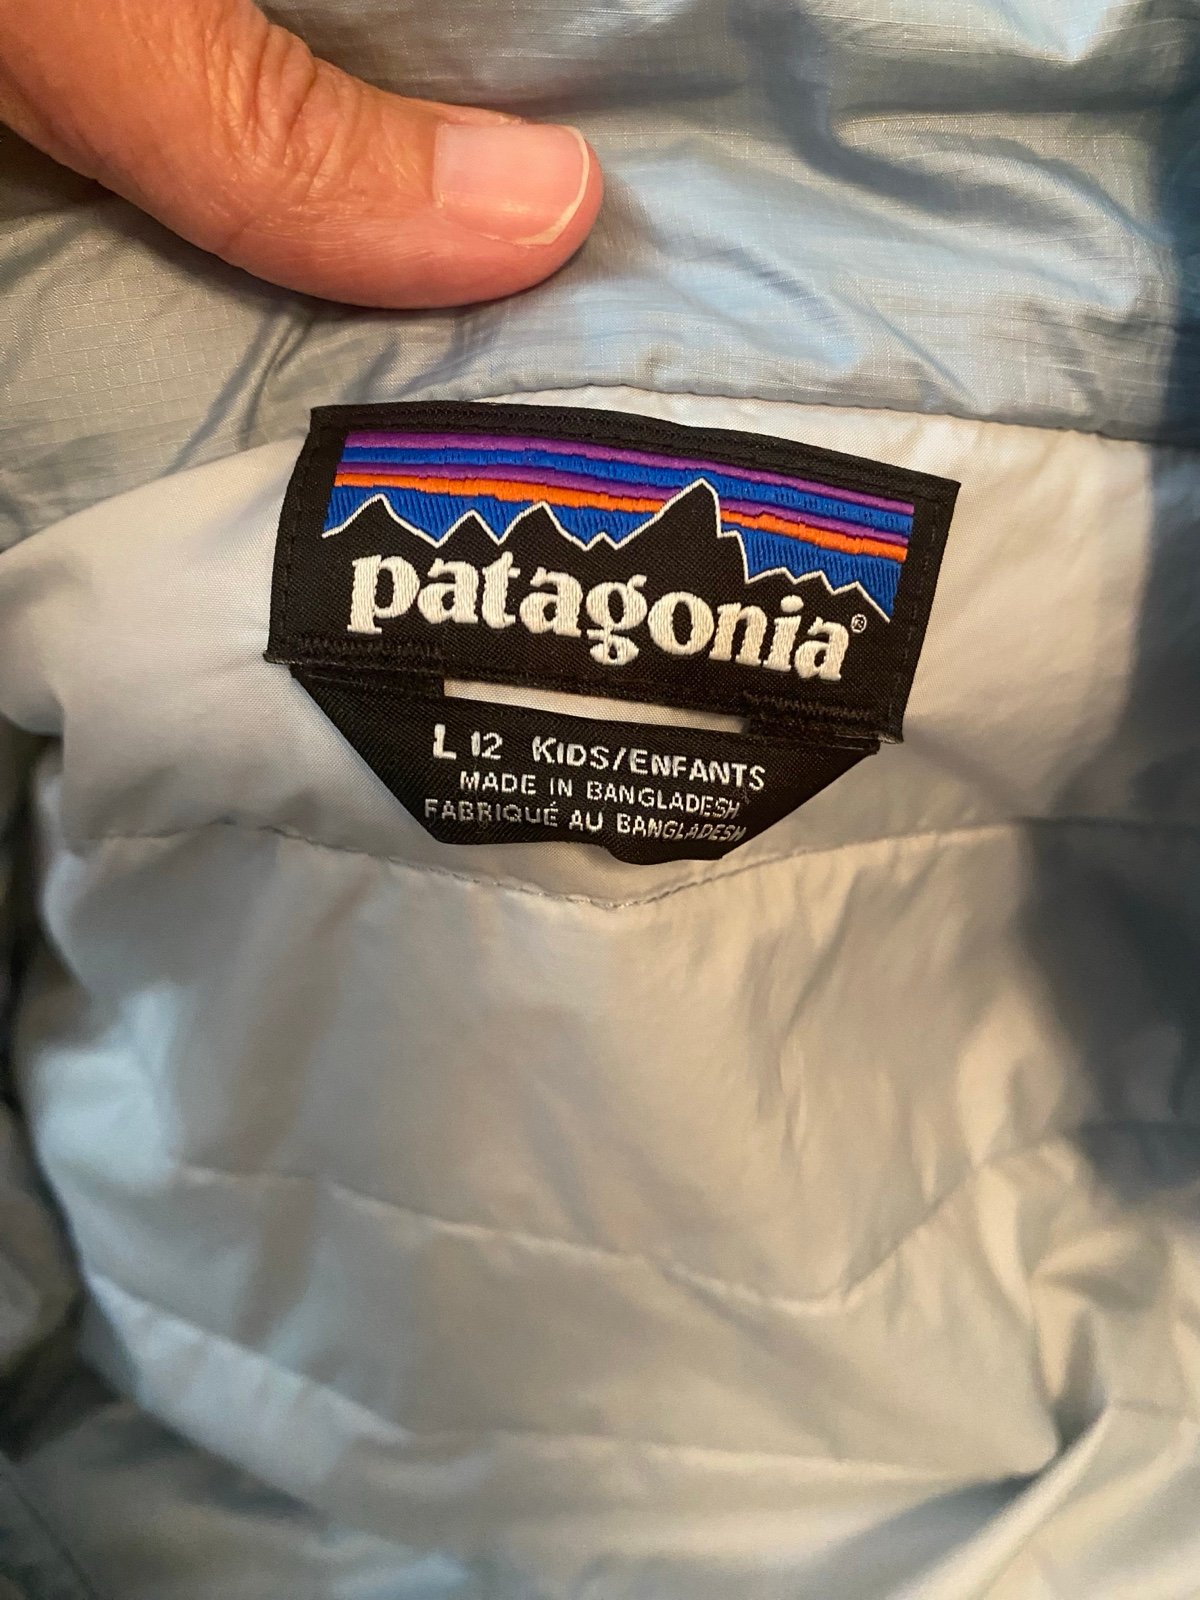 patagonia®
L 12 KIDS/ENFANTS
MADE IN BANGLADESH
FABRIQUÉ AU BANGLADESH